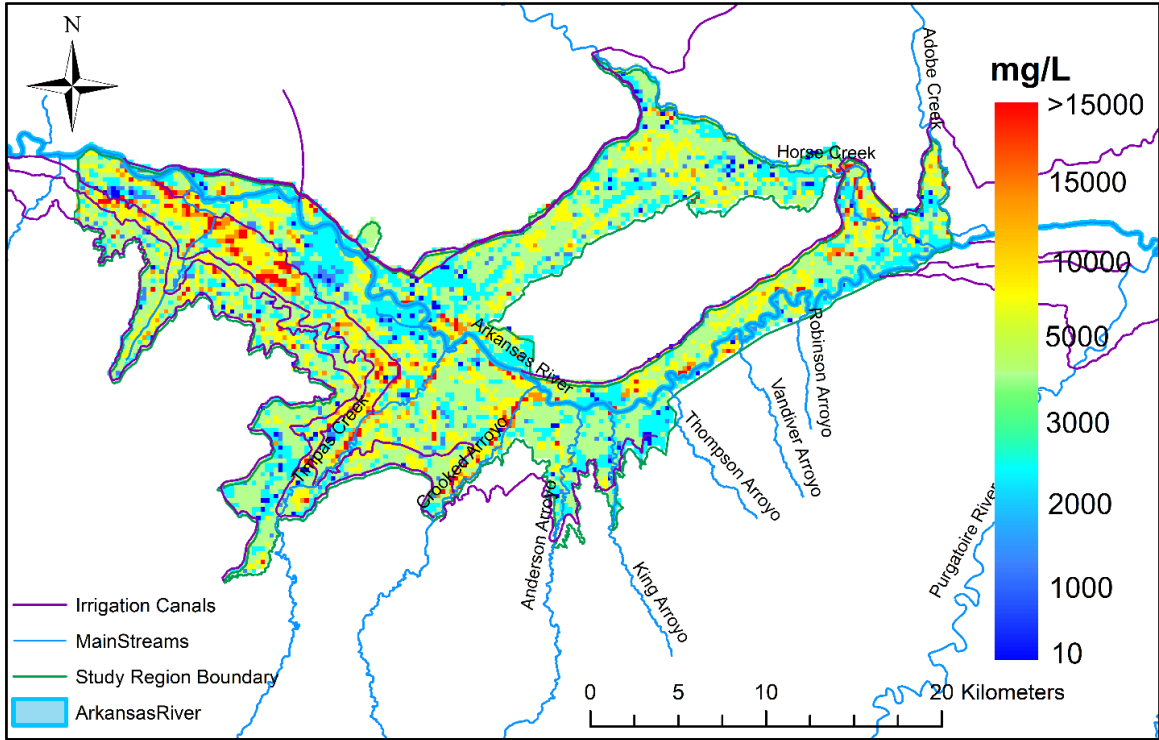 N
Adobe Creek
mg/L
>15000
15000
10000
5000
3000
2000
1000
10
Horse Creek
Arkansas River
Robinson Arroyo
Vandiver Arroyo
Thompson Arroyo
Timpas Creek
Crooked Arroyo
Anderson Arroyo
King Arroyo
Purgatoire River
Irrigation Canals
MainStreams
Study Region Boundary
ArkansasRiver
0 5 10 20 Kilometers